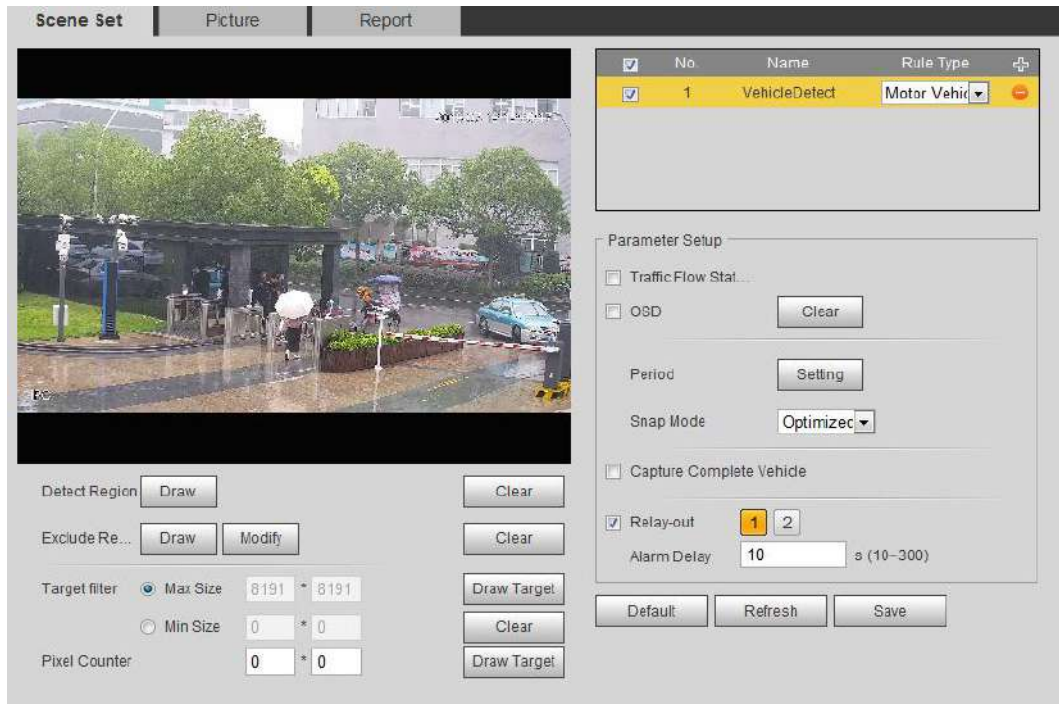 Scene Set Picture Report
No. Name Rule Type
1 VehicleDetect Motor Vehic
Parameter Setup
Traffic Flow Stat...
OSD Clear
Period Setting
Snap Mode Optimized
Capture Complete Vehicle
Relay-out 1 2
Alarm Delay 10 s (10~300)
Default Refresh Save
Detect Region Draw Clear
Exclude Re... Draw Modify Clear
Target filter Max Size 8191 * 8191 Draw Target
Min Size 0 * 0 Clear
Pixel Counter 0 * 0 Draw Target